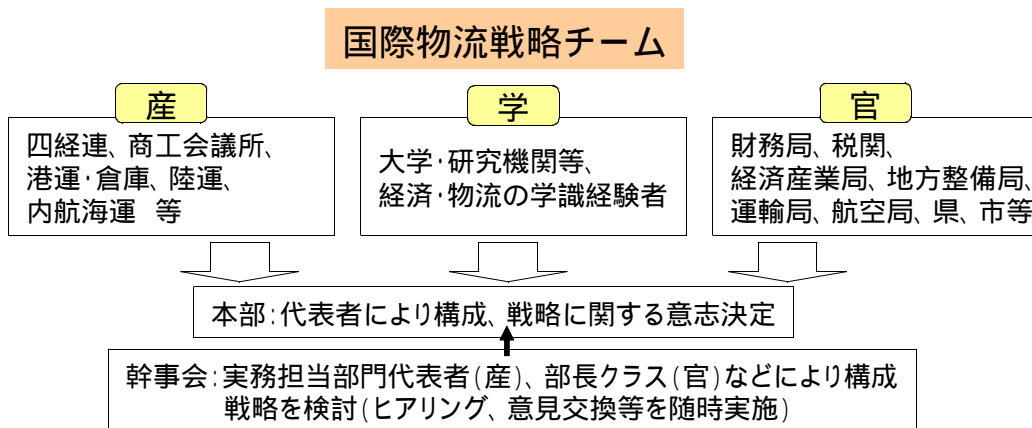 国際物流戦略チーム
産
四経連、商工会議所、
港運・倉庫、陸運、
内航海運　等
学
大学・研究機関等、
経済・物流の学識経験者
官
財務局、税関、
経済産業局、地方整備局、
運輸局、航空局、県、市等
本部：代表者により構成、戦略に関する意志決定
幹事会：実務担当部門代表者(産)、部長クラス(官)などにより構成
戦略を検討(ヒアリング、意見交換等を随時実施)